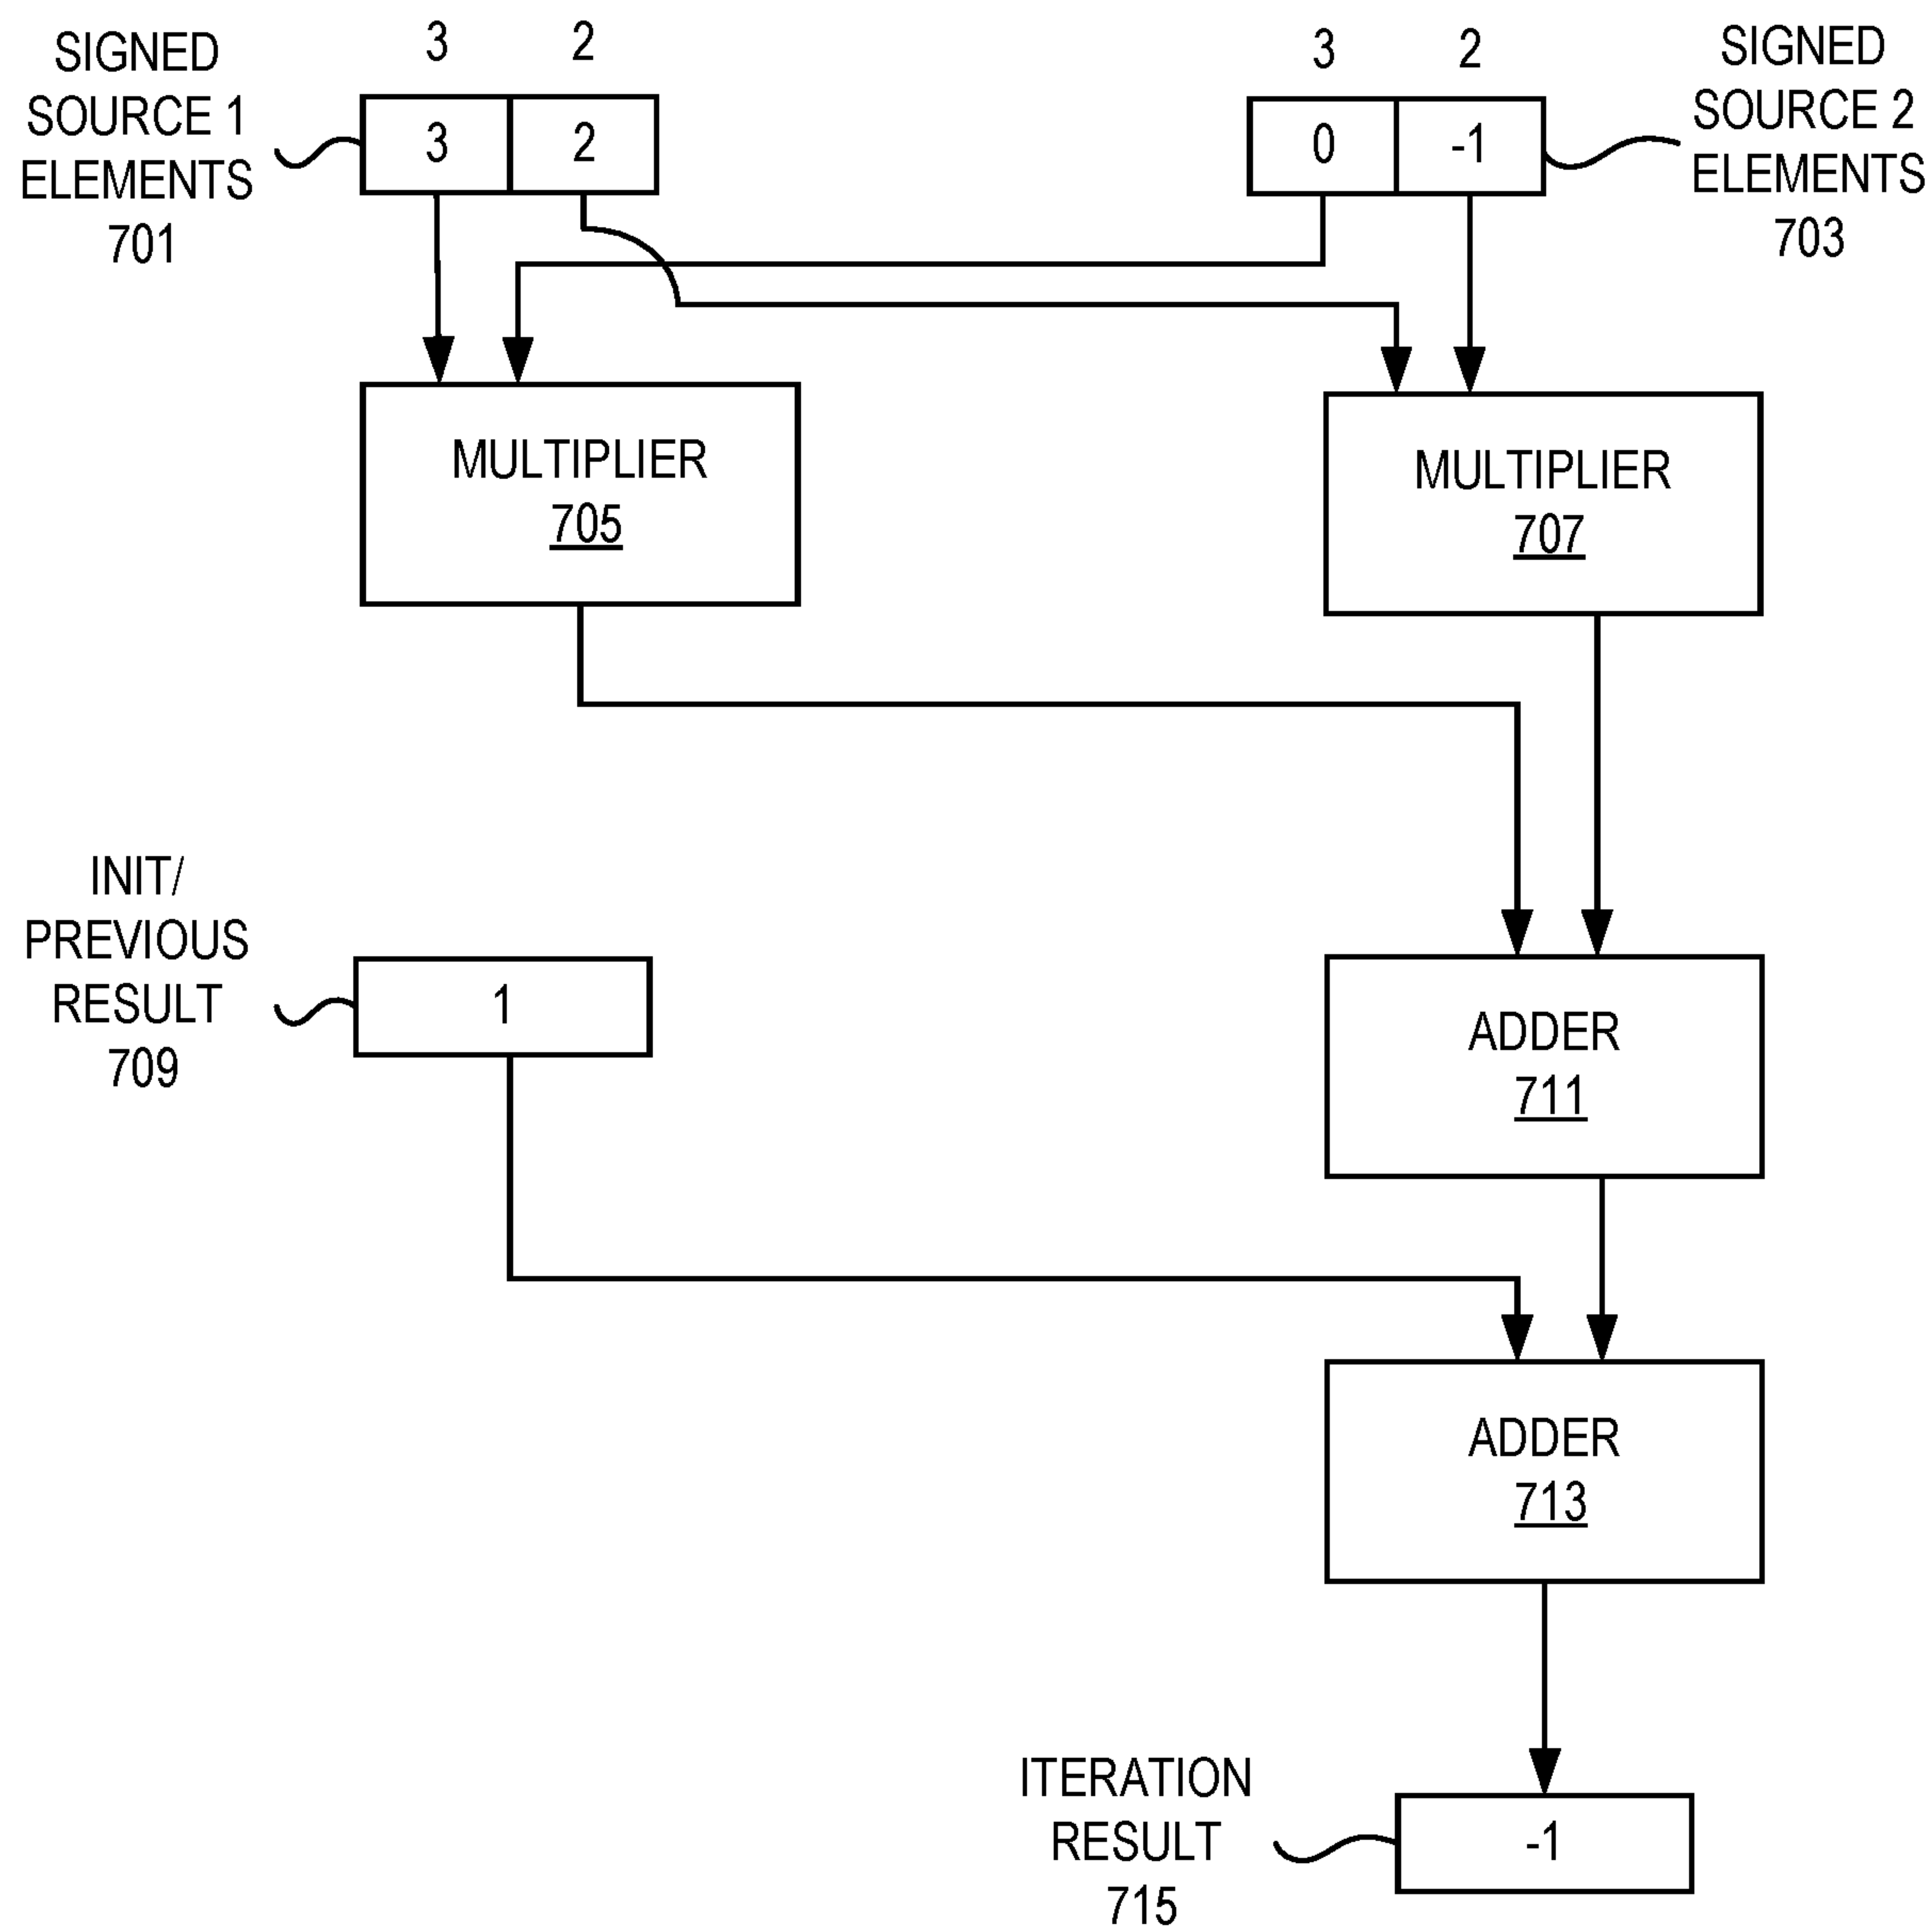 SIGNED
SOURCE 1
ELEMENTS
701
3 2
3 2
3 2
0 -1
SIGNED
SOURCE 2
ELEMENTS
703
MULTIPLIER
705
MULTIPLIER
707
INIT/
PREVIOUS
RESULT
709
1
ADDER
711
ADDER
713
ITERATION
RESULT
715
-1